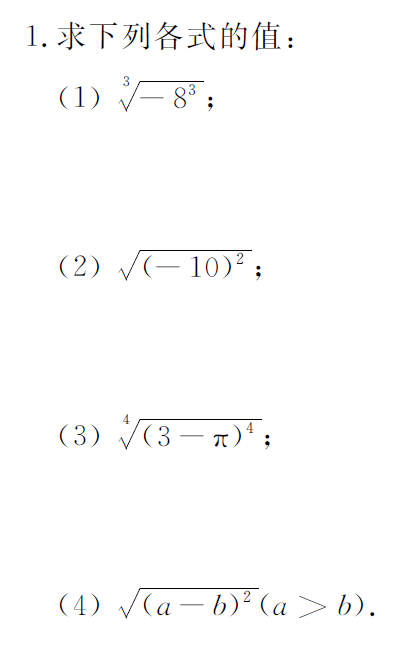 1. 求下列各式的值：
(1) ∛(−8³)；
(2) √((−10)²)；
(3) ∜((3−π)⁴)；
(4) √((a−b)²)(a＞b).